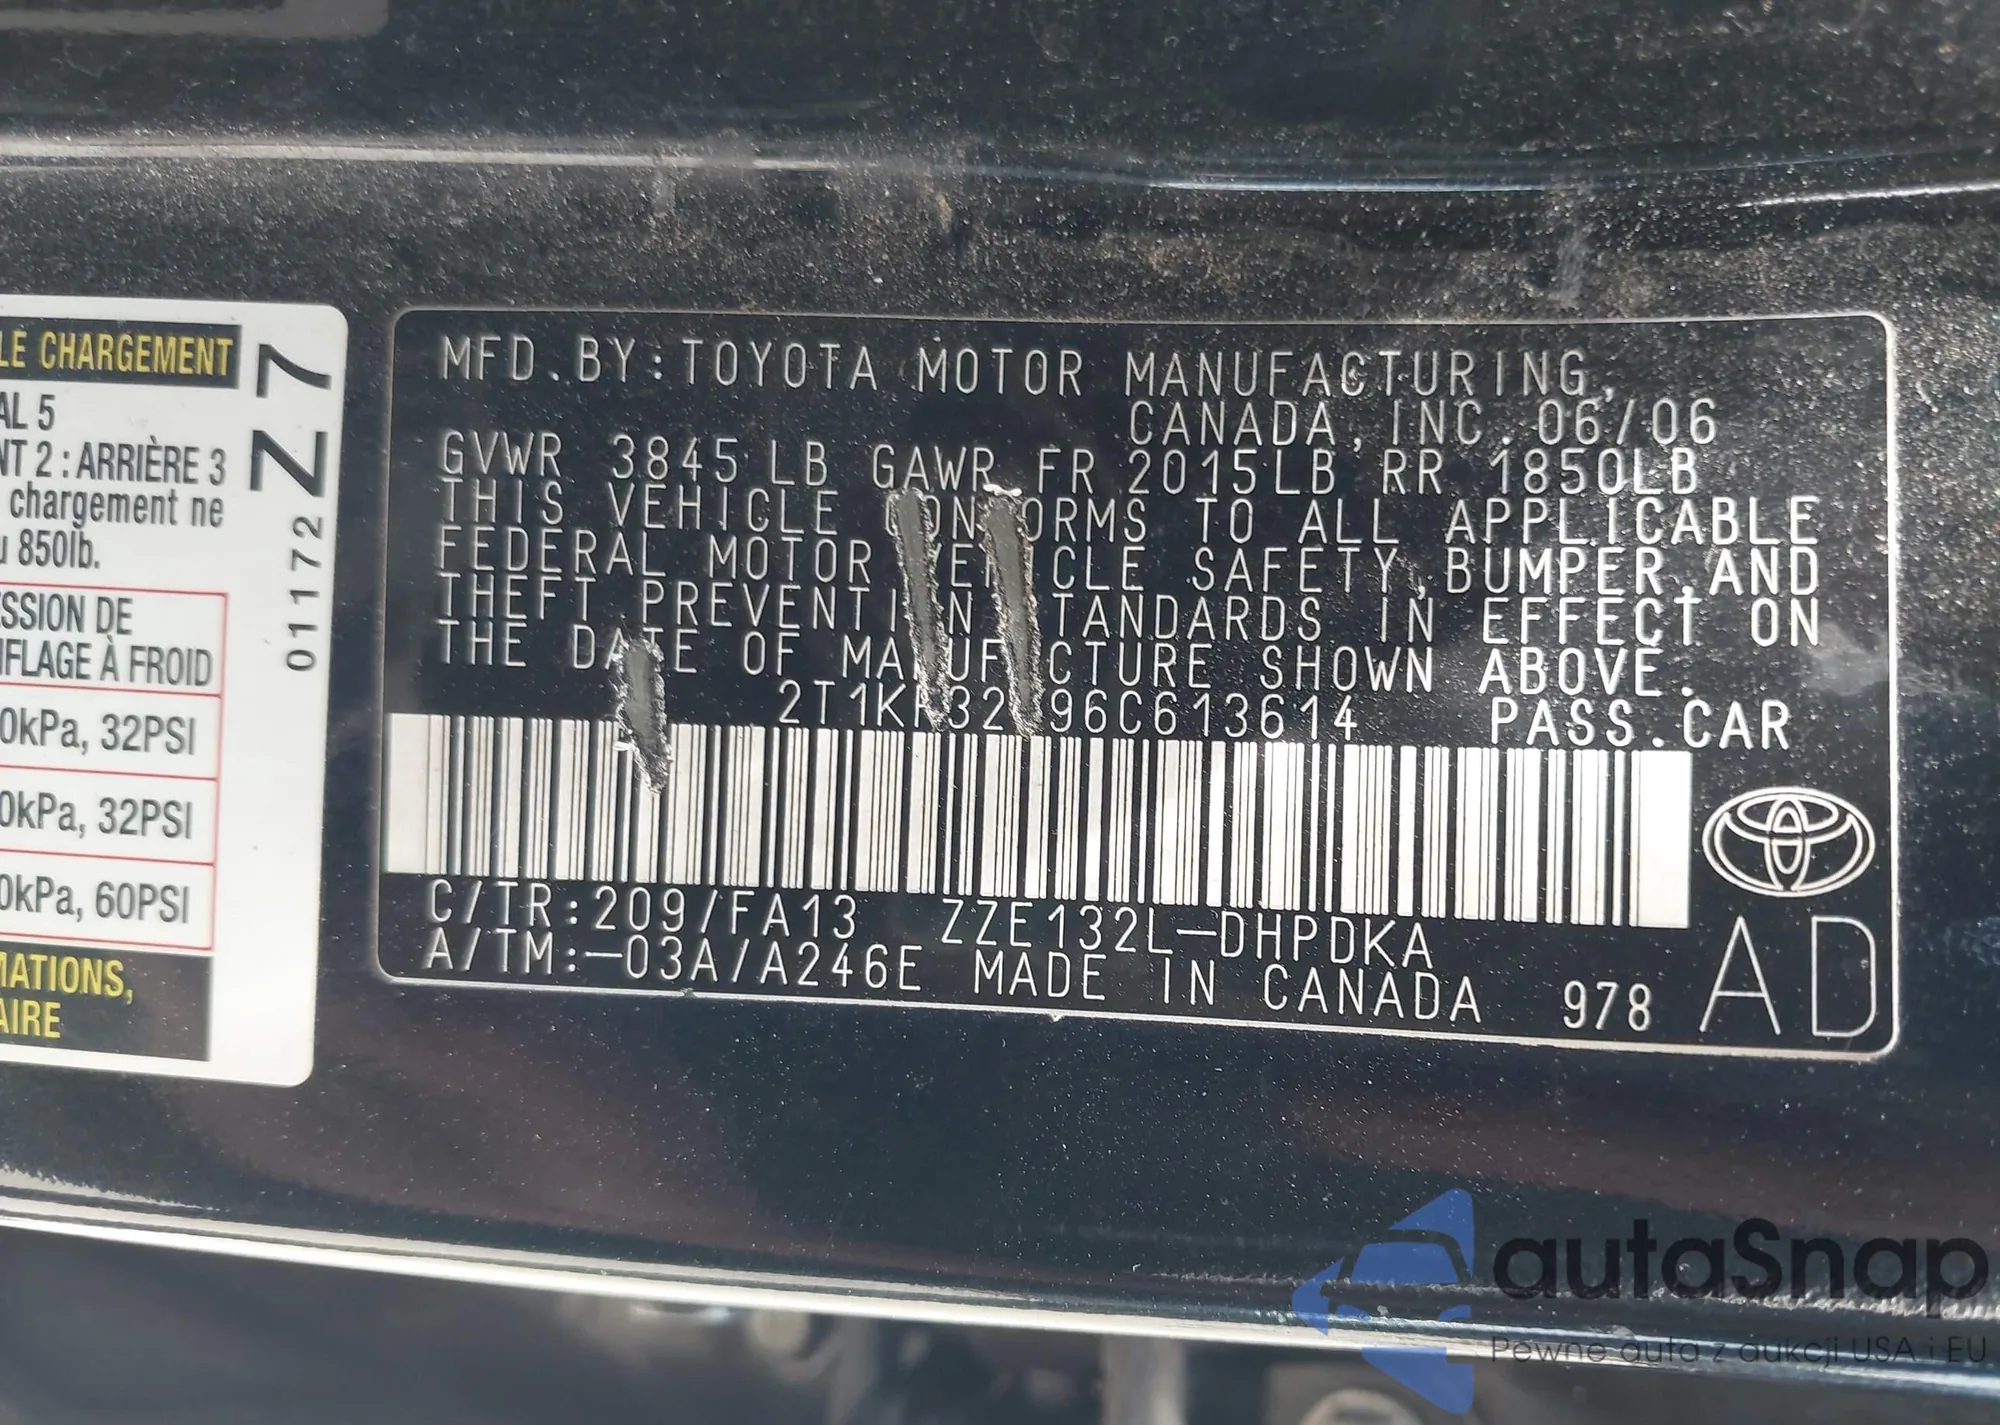 LE CHARGEMENT
AL 5
NT 2 : ARRIÈRE 3
chargement ne
u 850lb.
ESSION DE
NFLAGE À FROID
0kPa, 32PSI
0kPa, 32PSI
0kPa, 60PSI
MATIONS,
AIRE
01172 Z7
MFD.BY:TOYOTA MOTOR MANUFACTURING,
CANADA,INC. 06/06
GVWR 3845 LB GAWR FR 2015LB RR 1850LB
THIS VEHICLE CONFORMS TO ALL APPLICABLE
FEDERAL MOTOR VEHICLE SAFETY,BUMPER,AND
THEFT PREVENTION STANDARDS IN EFFECT ON
THE DATE OF MANUFACTURE SHOWN ABOVE.
PASS.CAR
C/TR:209/FA13 ZZE132L-DHPDKA
A/TM:-03A/A246E MADE IN CANADA 978
AD
autaSnap
Pewne auta z aukcji USA i EU